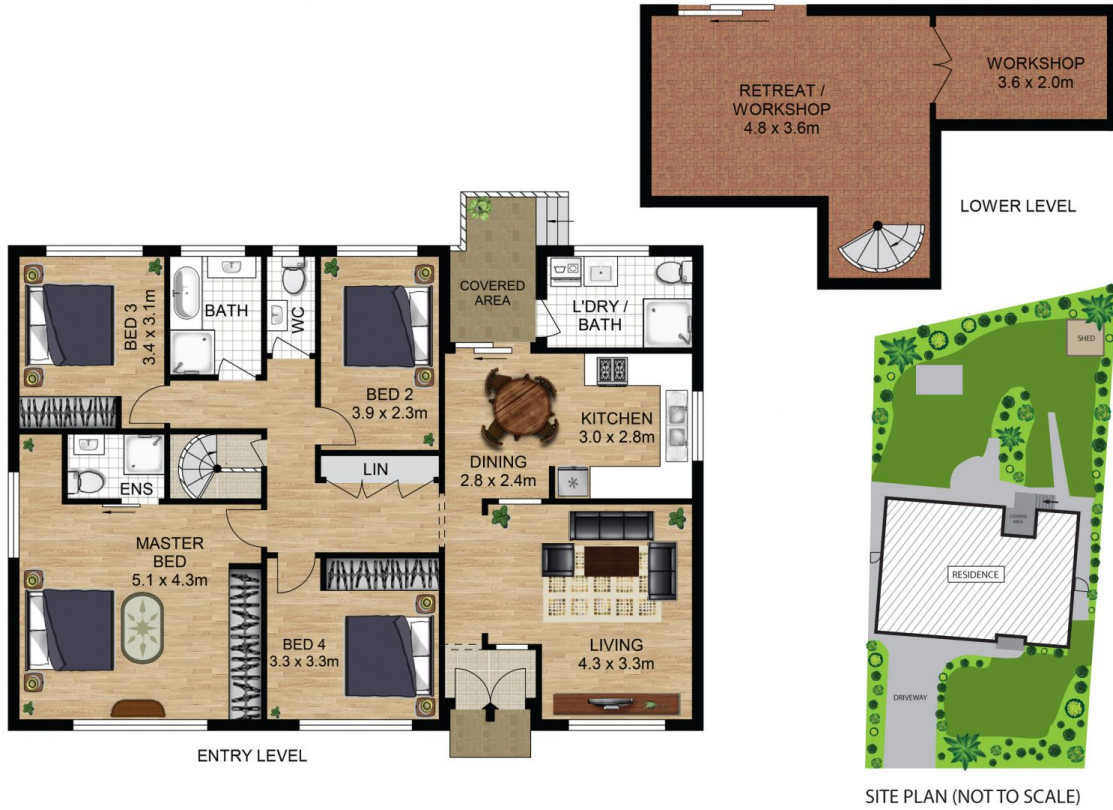 RETREAT /
WORKSHOP
4.8 x 3.6m
WORKSHOP
3.6 x 2.0m
LOWER LEVEL
BED 3
3.4 x 3.1m
BATH
WC
BED 2
3.9 x 2.3m
COVERED
AREA
L'DRY /
BATH
KITCHEN
3.0 x 2.8m
DINING
2.8 x 2.4m
LIN
ENS
MASTER
BED
5.1 x 4.3m
BED 4
3.3 x 3.3m
LIVING
4.3 x 3.3m
ENTRY LEVEL
SHED
COVERED
AREA
RESIDENCE
DRIVEWAY
SITE PLAN (NOT TO SCALE)